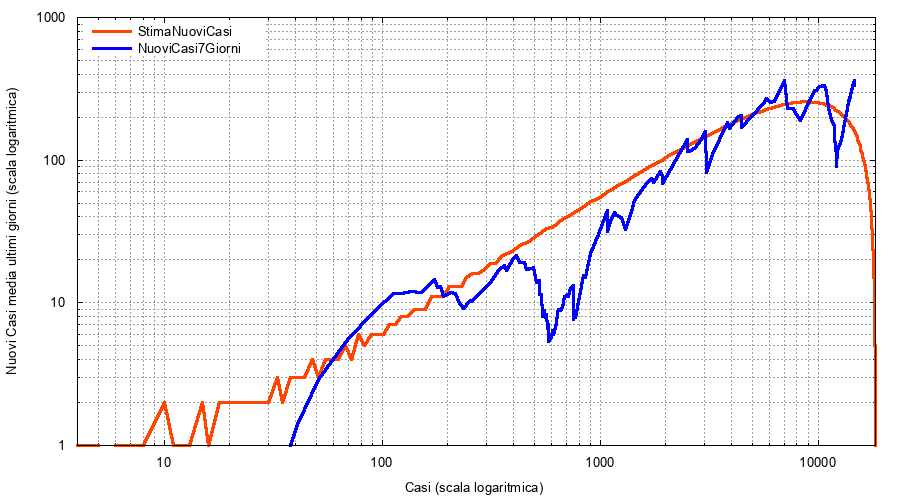 1000
StimaNuoviCasi
NuoviCasi7Giorni
100
10
1
Nuovi Casi media ultimi giorni (scala logaritmica)
10 100 1000 10000
Casi (scala logaritmica)